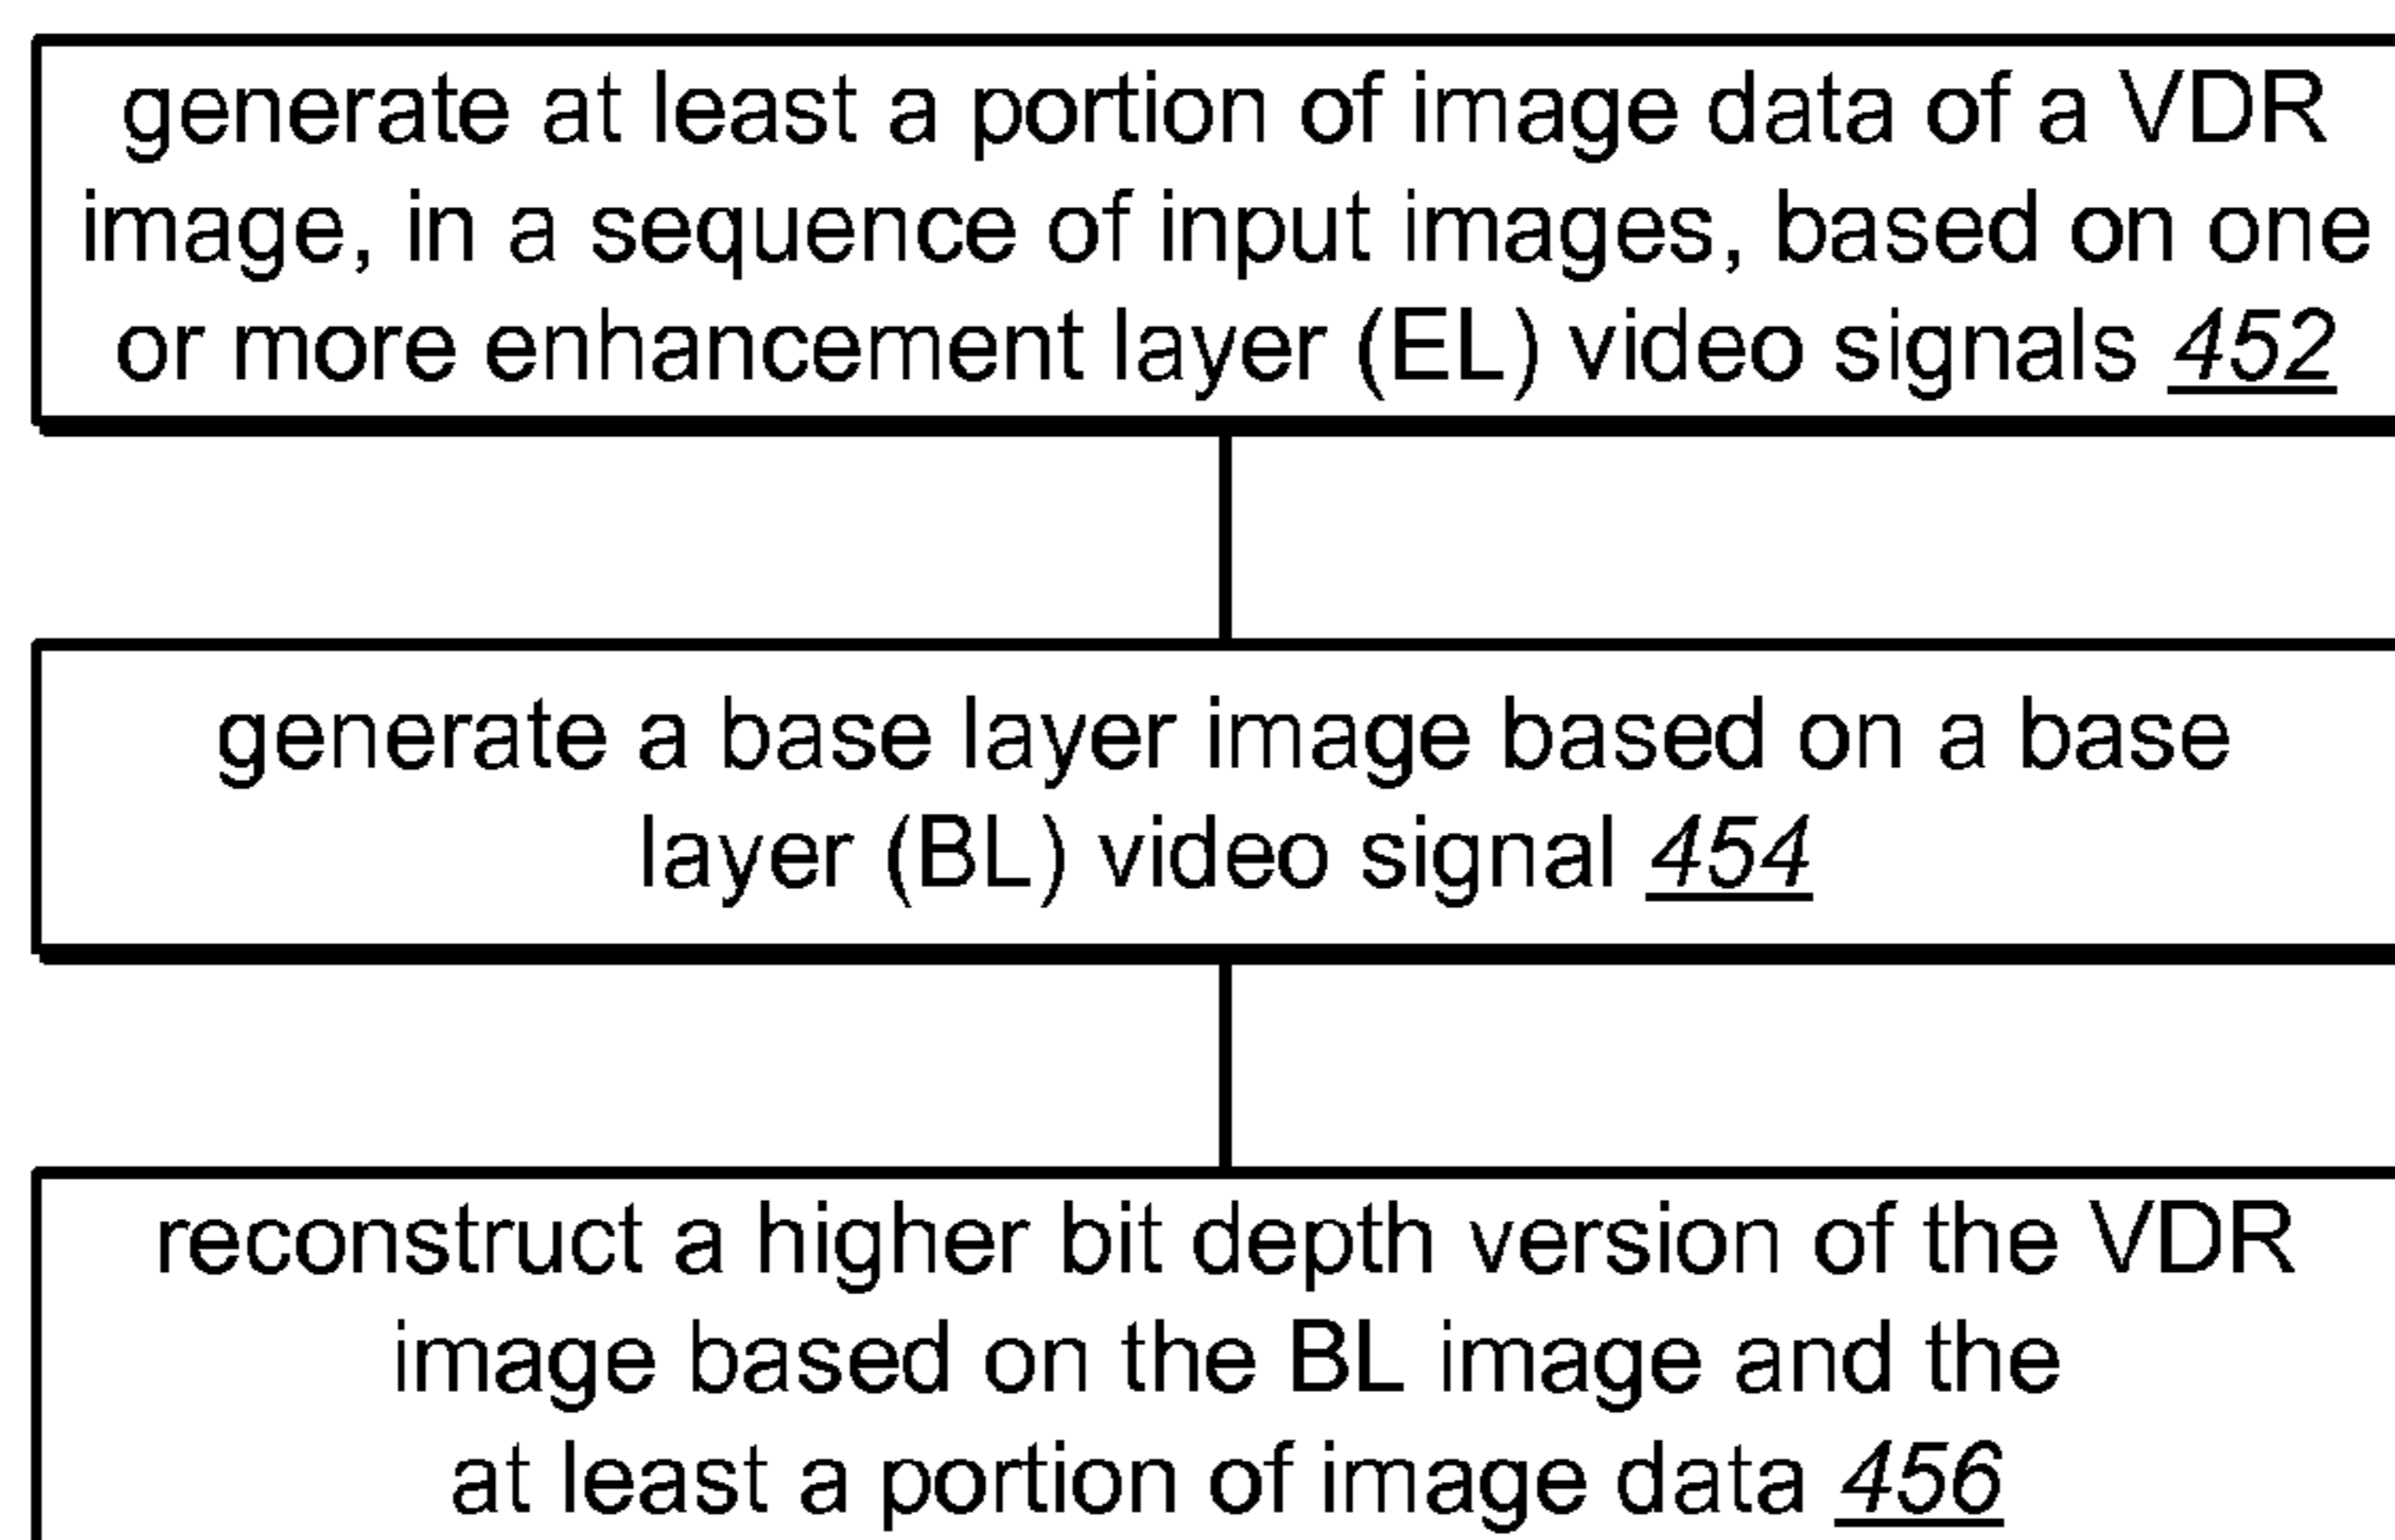 generate at least a portion of image data of a VDR
image, in a sequence of input images, based on one
or more enhancement layer (EL) video signals 452
generate a base layer image based on a base
layer (BL) video signal 454
reconstruct a higher bit depth version of the VDR
image based on the BL image and the
at least a portion of image data 456